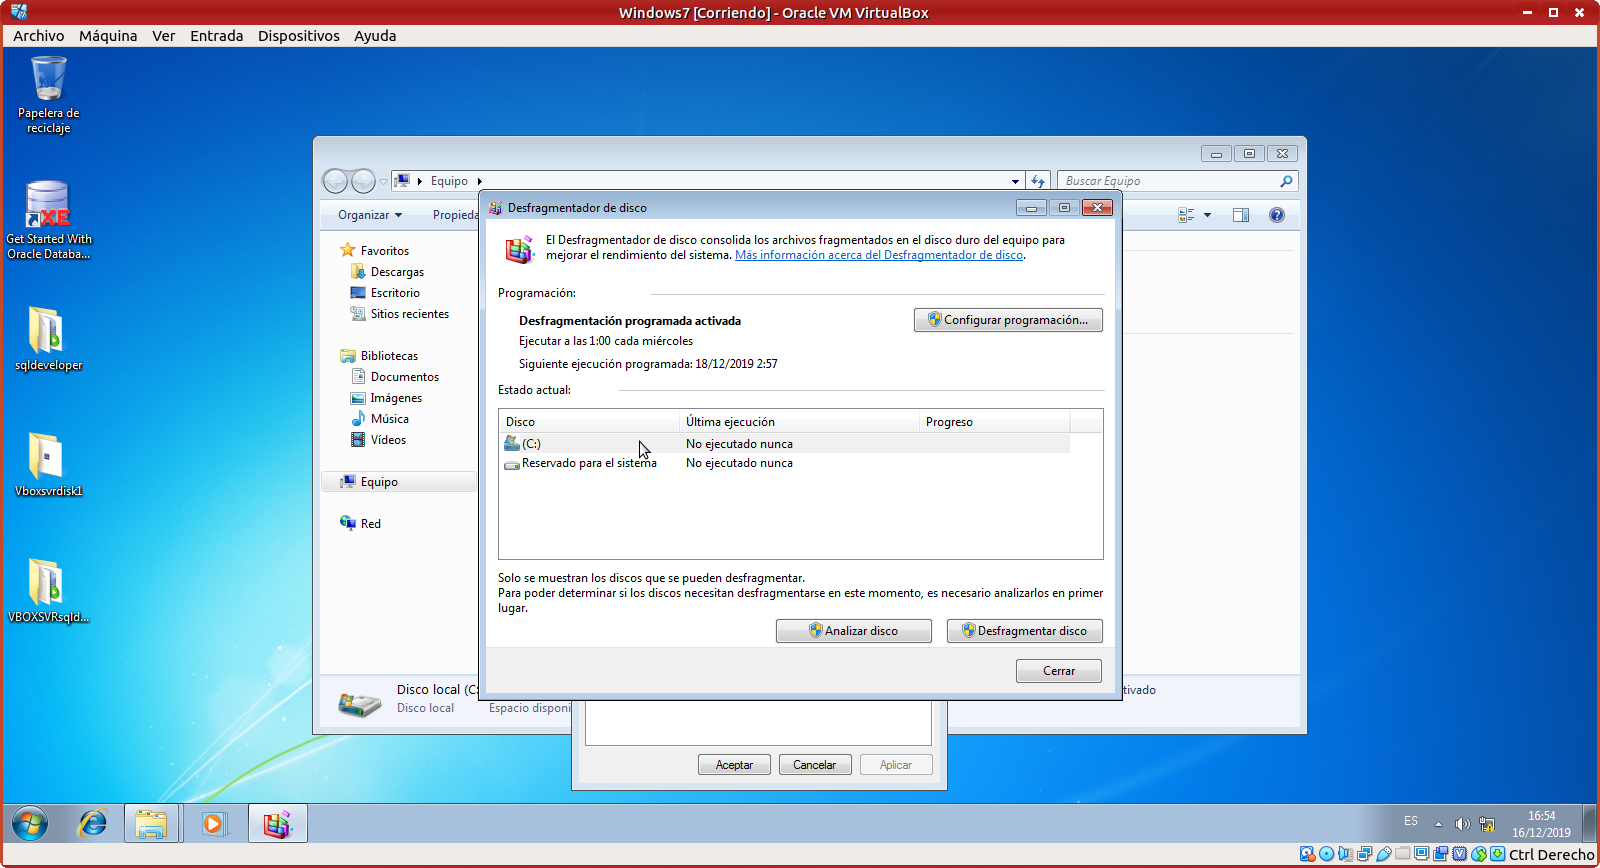 Windows7 [Corriendo] - Oracle VM VirtualBox
Archivo Máquina Ver Entrada Dispositivos Ayuda
Papelera de
reciclaje
XE
Get Started With
Oracle Databa...
sqldeveloper
Vboxsvrdisk1
VBOXSVRsqld...
Equipo
Buscar Equipo
Organizar
Favoritos
Descargas
Escritorio
Sitios recientes
Bibliotecas
Documentos
Imágenes
Música
Vídeos
Equipo
Red
Disco local (C:
Disco local
Desfragmentador de disco
El Desfragmentador de disco consolida los archivos fragmentados en el disco duro del equipo para
mejorar el rendimiento del sistema. Más información acerca del Desfragmentador de disco.
Programación:
Desfragmentación programada activada
Configurar programación...
Ejecutar a las 1:00 cada miércoles
Siguiente ejecución programada: 18/12/2019 2:57
Estado actual:
Disco Última ejecución Progreso
(C:) No ejecutado nunca
Reservado para el sistema No ejecutado nunca
Solo se muestran los discos que se pueden desfragmentar.
Para poder determinar si los discos necesitan desfragmentarse en este momento, es necesario analizarlos en primer
lugar.
Analizar disco Desfragmentar disco
Cerrar
Espacio
Aceptar Cancelar Aplicar
ES
16:54
16/12/2019
Ctrl Derecho